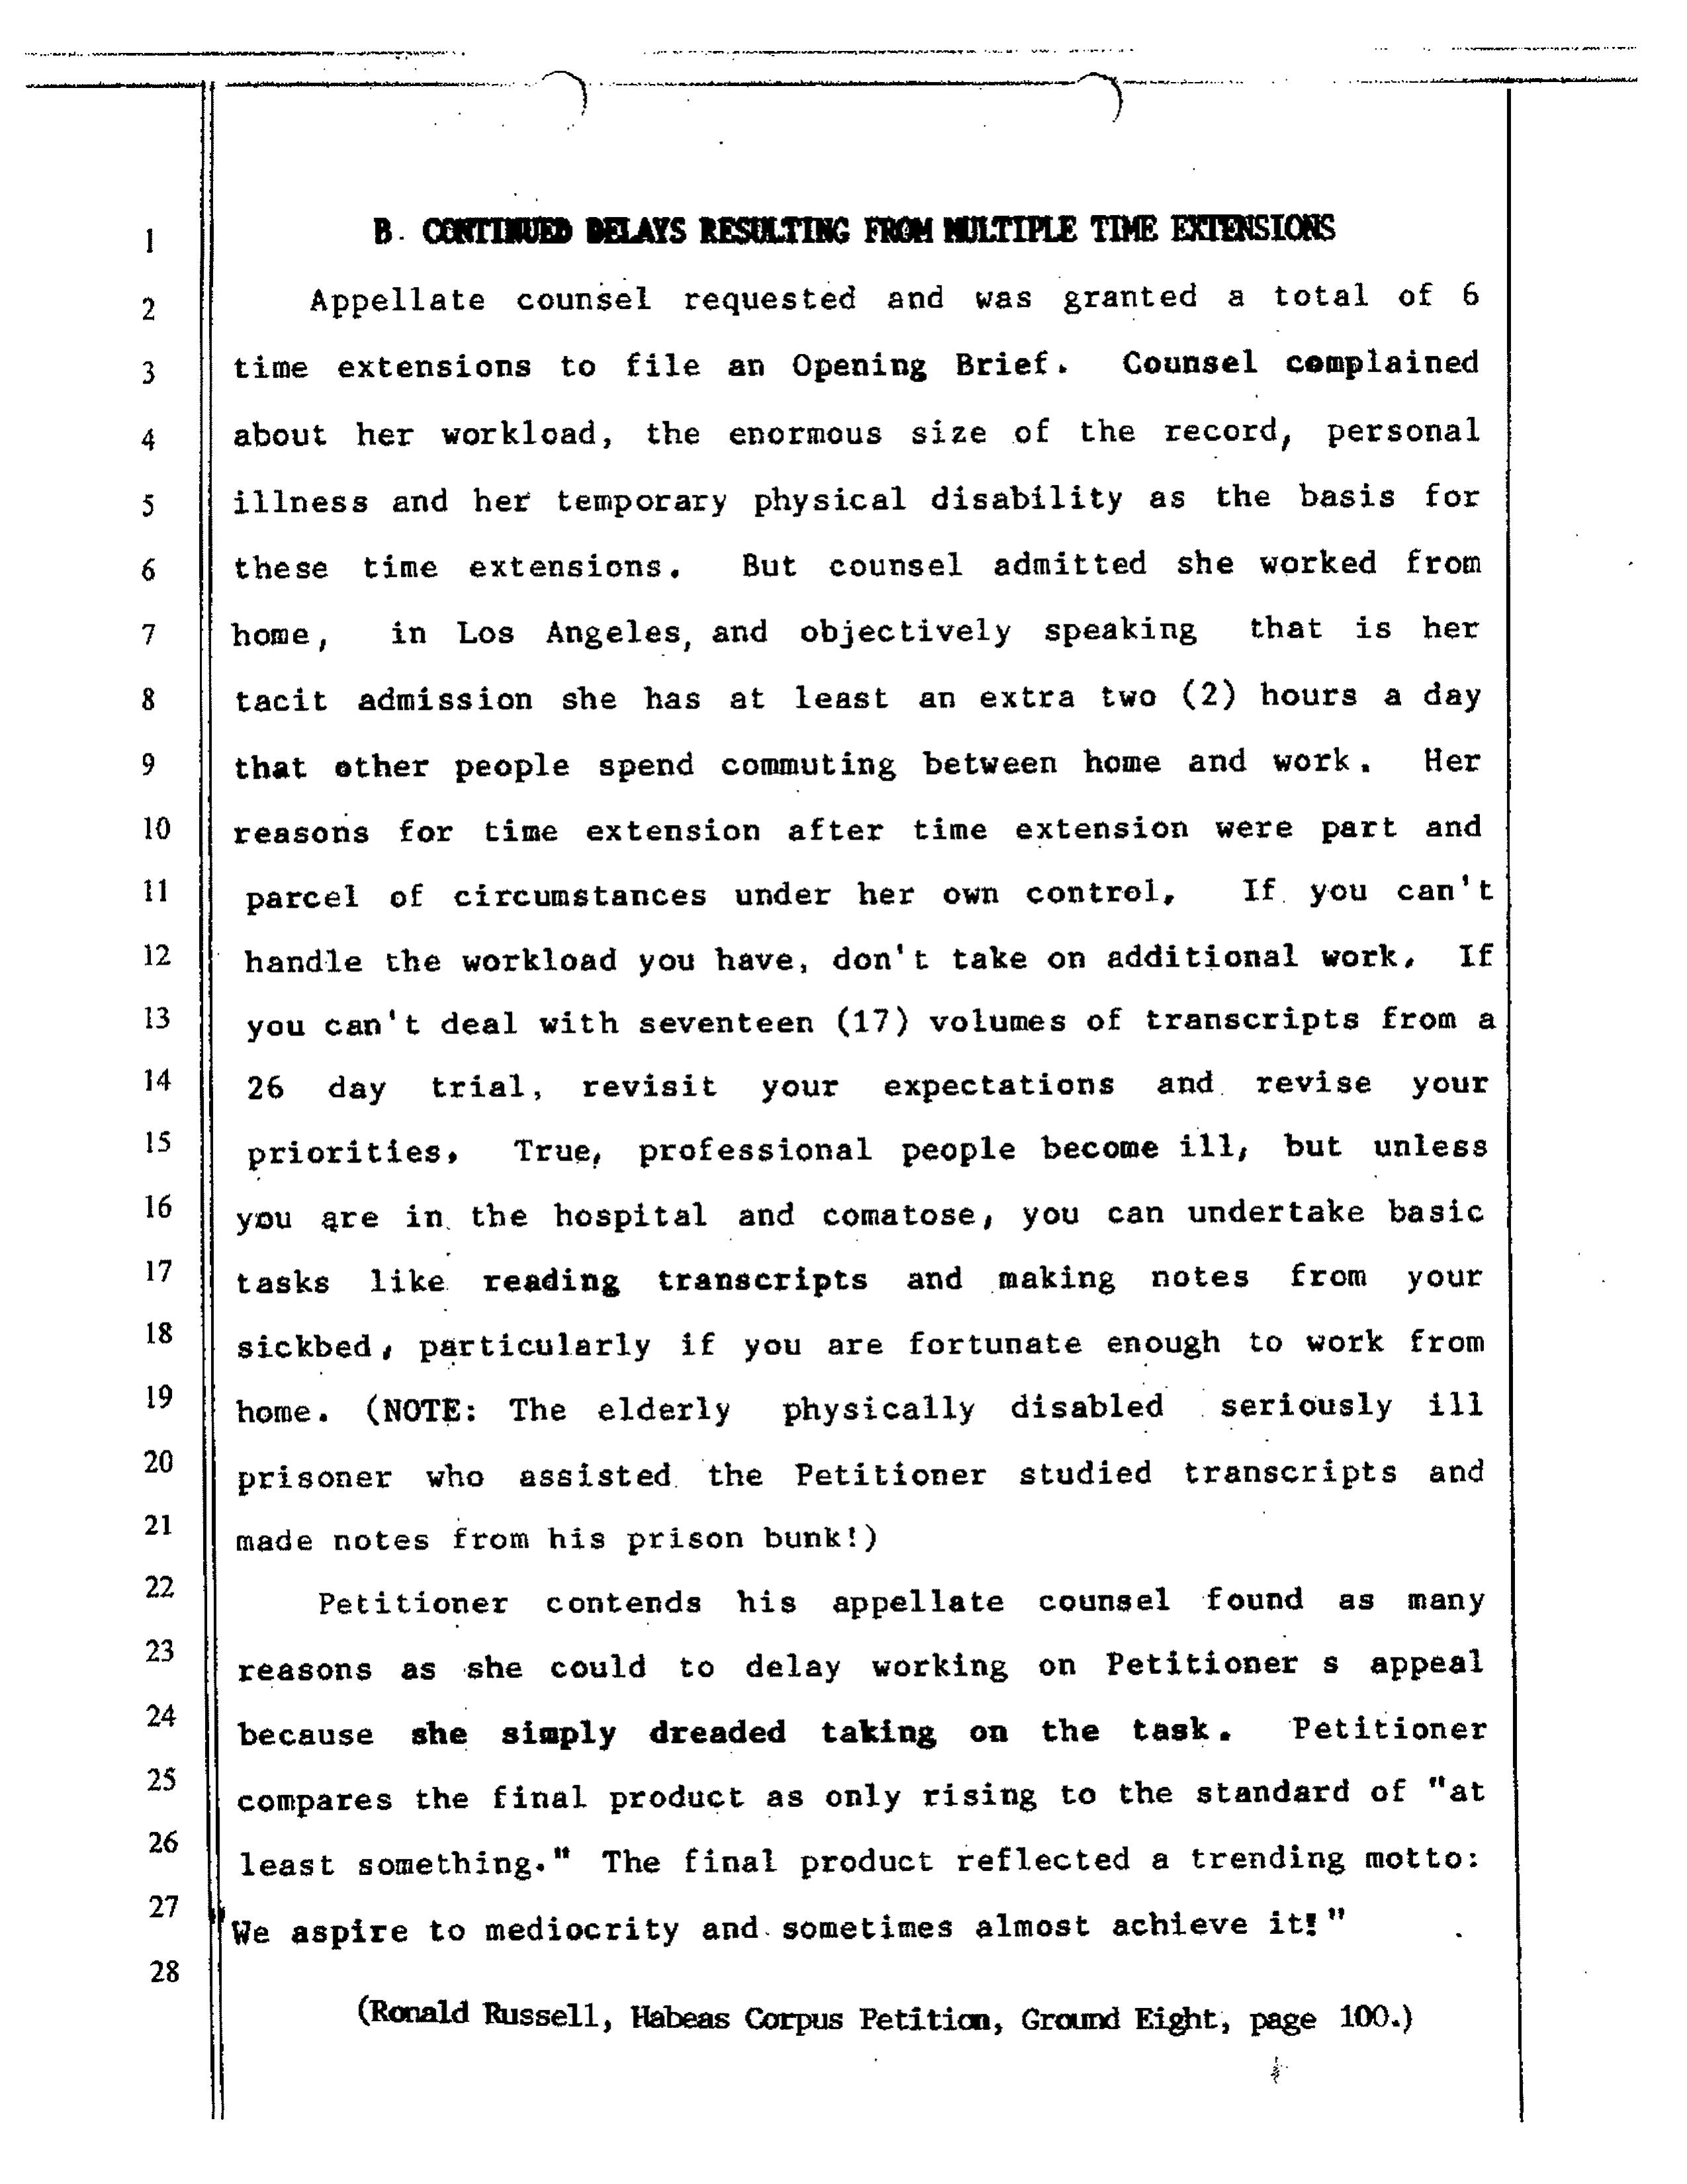 B. CONTINUED DELAYS RESULTING FROM MULTIPLE TIME EXTENSIONS
1
2 Appellate counsel requested and was granted a total of 6
3 time extensions to file an Opening Brief. Counsel complained
4 about her workload, the enormous size of the record, personal
5 illness and her temporary physical disability as the basis for
6 these time extensions. But counsel admitted she worked from
7 home, in Los Angeles, and objectively speaking that is her
8 tacit admission she has at least an extra two (2) hours a day
9 that other people spend commuting between home and work. Her
10 reasons for time extension after time extension were part and
11 parcel of circumstances under her own control. If you can't
12 handle the workload you have, don't take on additional work. If
13 you can't deal with seventeen (17) volumes of transcripts from a
14 26 day trial, revisit your expectations and revise your
15 priorities. True, professional people become ill, but unless
16 you are in the hospital and comatose, you can undertake basic
17 tasks like reading transcripts and making notes from your
18 sickbed, particularly if you are fortunate enough to work from
19 home. (NOTE: The elderly physically disabled seriously ill
20 prisoner who assisted the Petitioner studied transcripts and
21 made notes from his prison bunk!)
22 Petitioner contends his appellate counsel found as many
23 reasons as she could to delay working on Petitioner s appeal
24 because she simply dreaded taking on the task. Petitioner
25 compares the final product as only rising to the standard of "at
26 least something." The final product reflected a trending motto:
27 "We aspire to mediocrity and sometimes almost achieve it!"
28
(Ronald Russell, Habeas Corpus Petition, Ground Eight, page 100.)